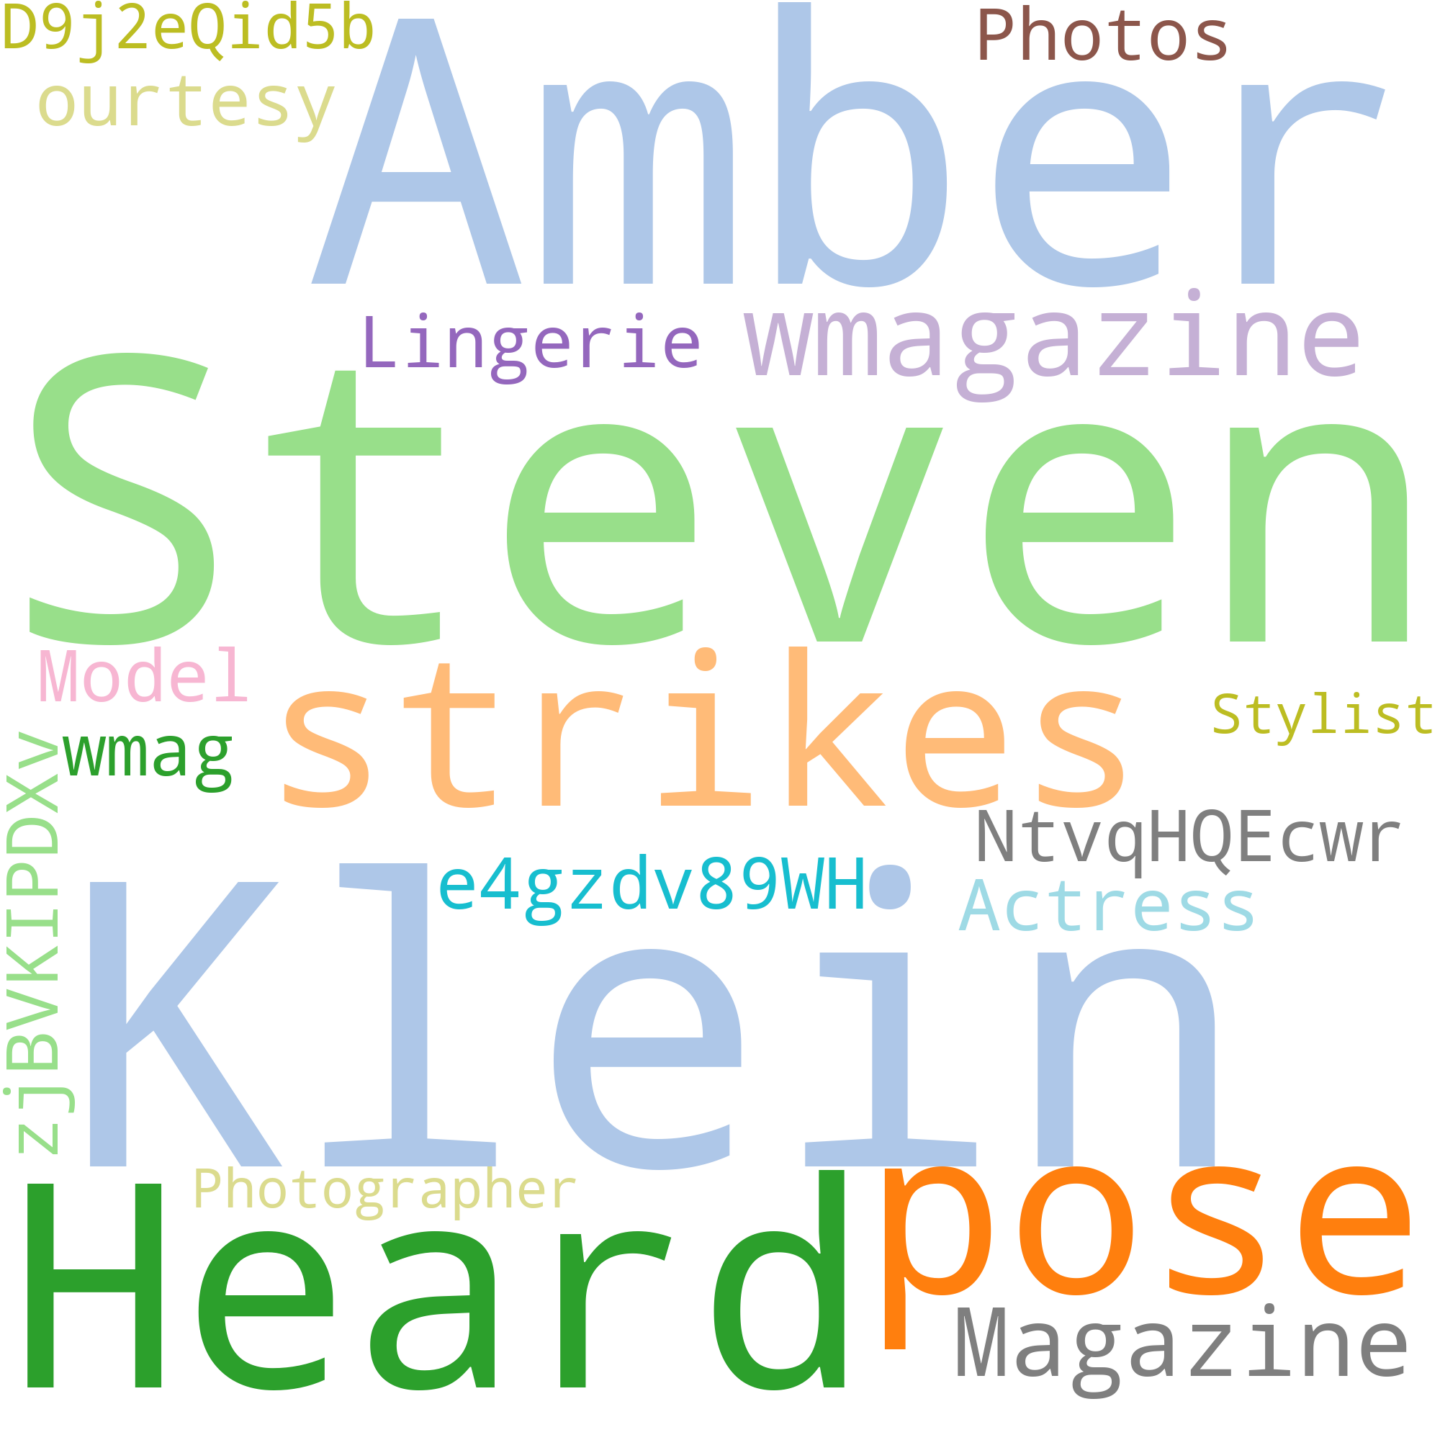 D9j2eQid5b
Photos
ourtesy
Amber
Lingerie
wmagazine
Steven
Model
strikes
Stylist
wmag
zjBVKIPDXv
NtvqHQEcwr
e4gzdv89WH
Actress
Klein
Photographer
Heard
pose
Magazine